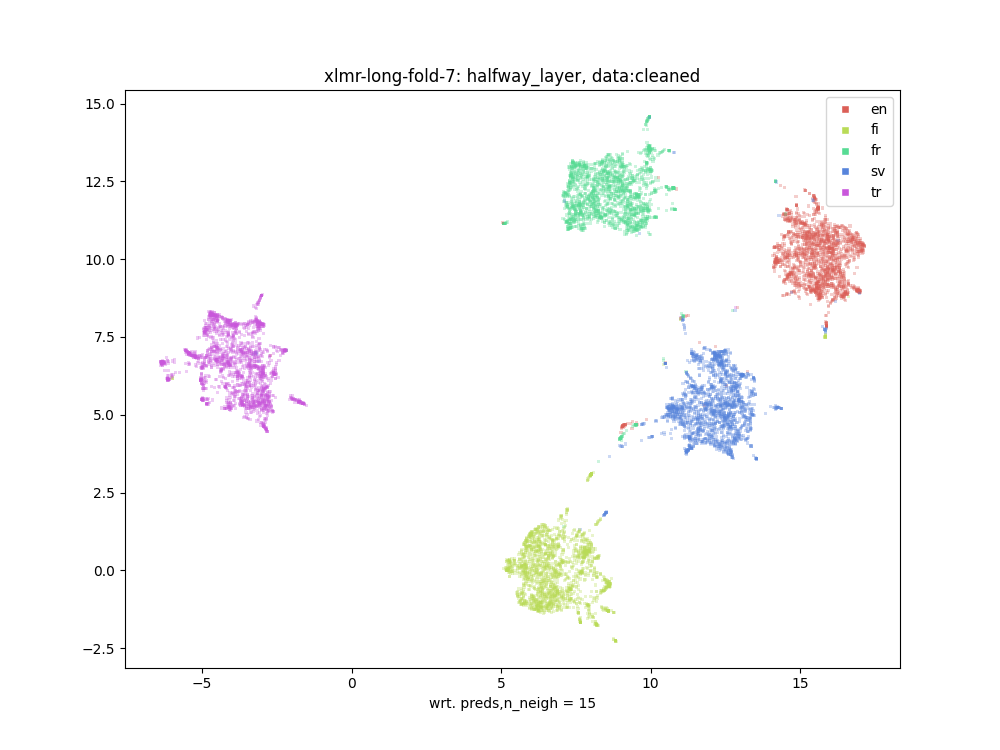 xlmr-long-fold-7: halfway_layer, data:cleaned
en
fi
fr
sv
tr
15.0
12.5
10.0
7.5
5.0
2.5
0.0
−2.5
−5 0 5 10 15
wrt. preds,n_neigh = 15